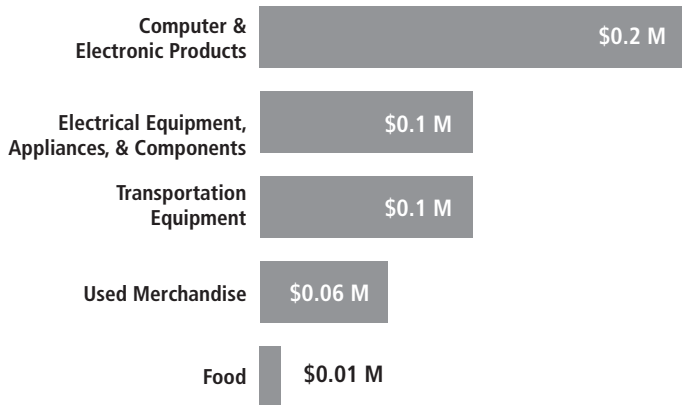 Computer &
Electronic Products
$0.2 M
Electrical Equipment,
Appliances, & Components
$0.1 M
Transportation
Equipment
$0.1 M
Used Merchandise
$0.06 M
Food
$0.01 M